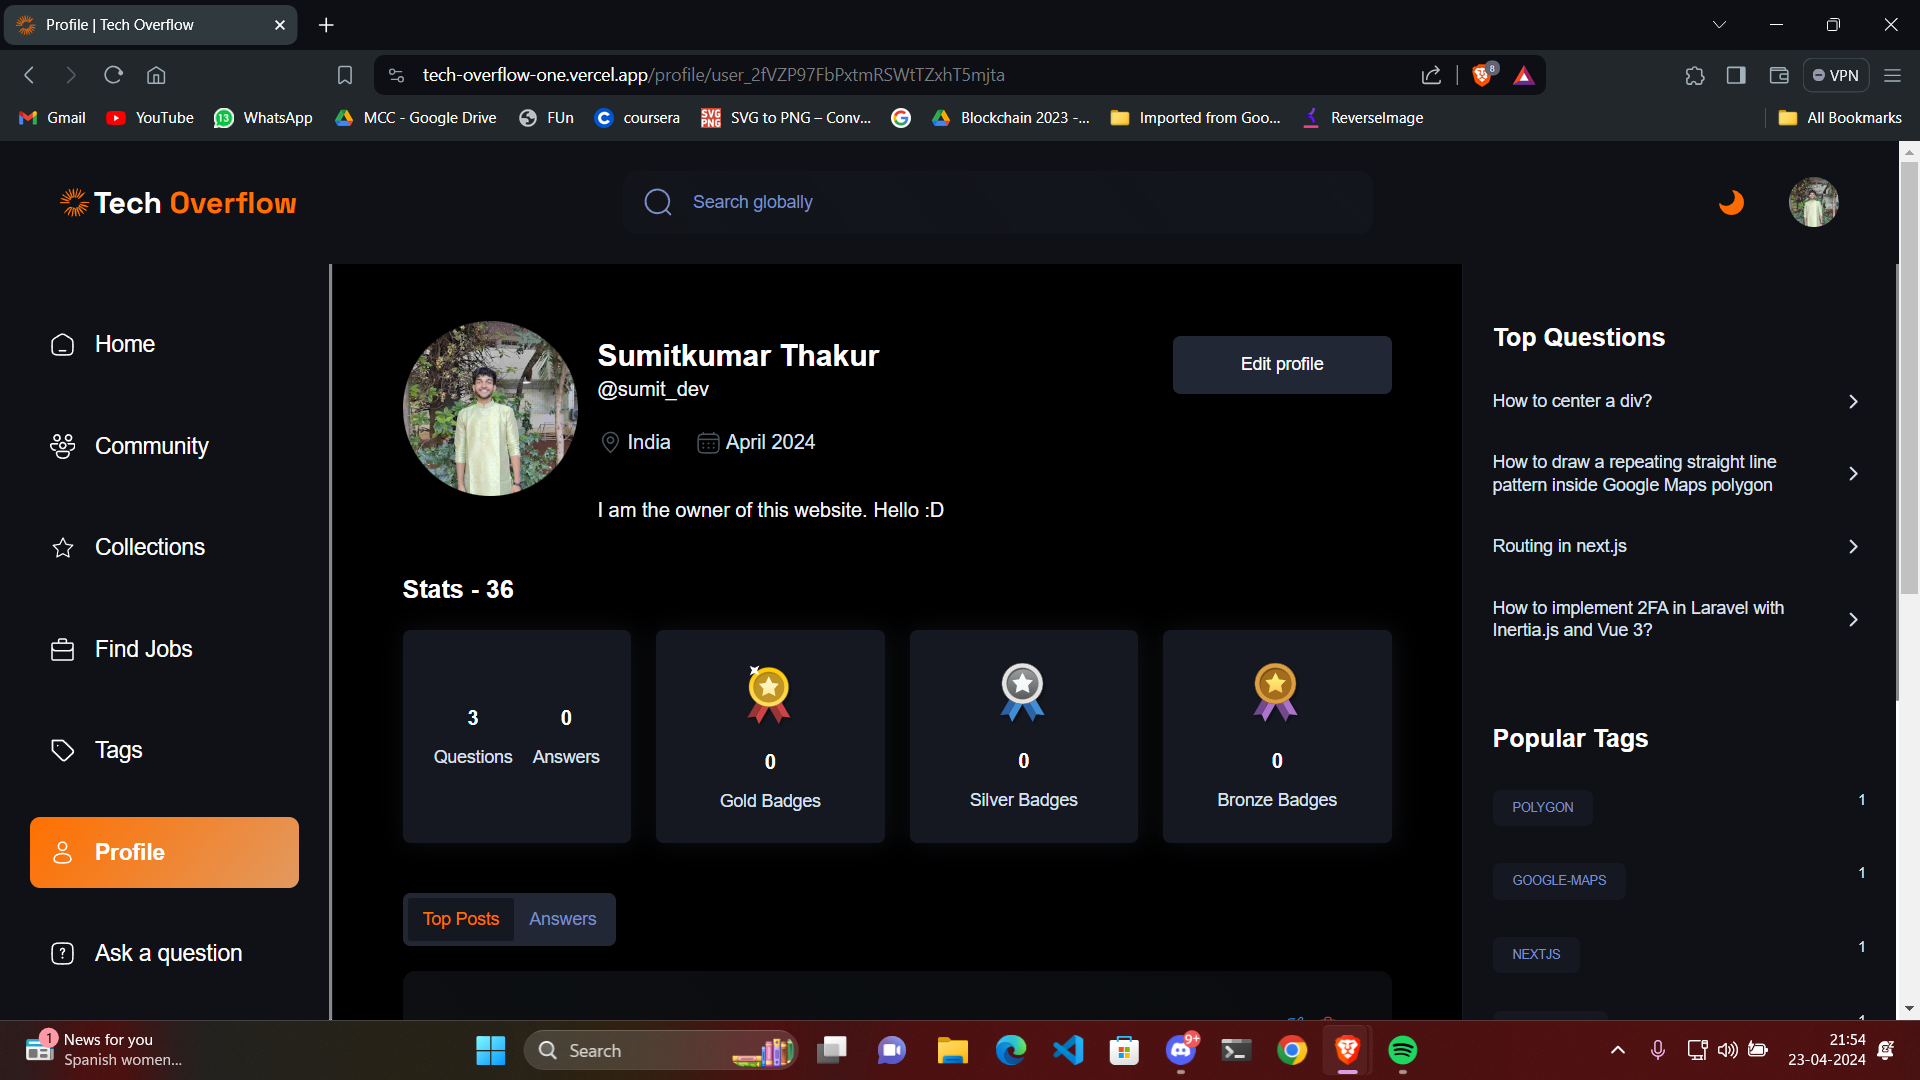 Profile | Tech Overflow
tech-overflow-one.vercel.app/profile/user_2fVZP97FbPxtmRSWtTZxhT5mjta
8
VPN
Gmail
YouTube
13
WhatsApp
MCC - Google Drive
FUn
coursera
SVG PNG
SVG to PNG – Conv...
Blockchain 2023 -...
Imported from Goo...
ReverseImage
All Bookmarks
Tech Overflow
Search globally
Home
Community
Collections
Find Jobs
Tags
Profile
Ask a question
Sumitkumar Thakur
@sumit_dev
India
April 2024
I am the owner of this website. Hello :D
Edit profile
Stats - 36
3
Questions
0
Answers
0
Gold Badges
0
Silver Badges
0
Bronze Badges
Top Posts
Answers
Top Questions
How to center a div?
How to draw a repeating straight line
pattern inside Google Maps polygon
Routing in next.js
How to implement 2FA in Laravel with
Inertia.js and Vue 3?
Popular Tags
POLYGON
1
GOOGLE-MAPS
1
NEXTJS
1
1
News for you
Spanish women...
Search
9+
21:54
23-04-2024